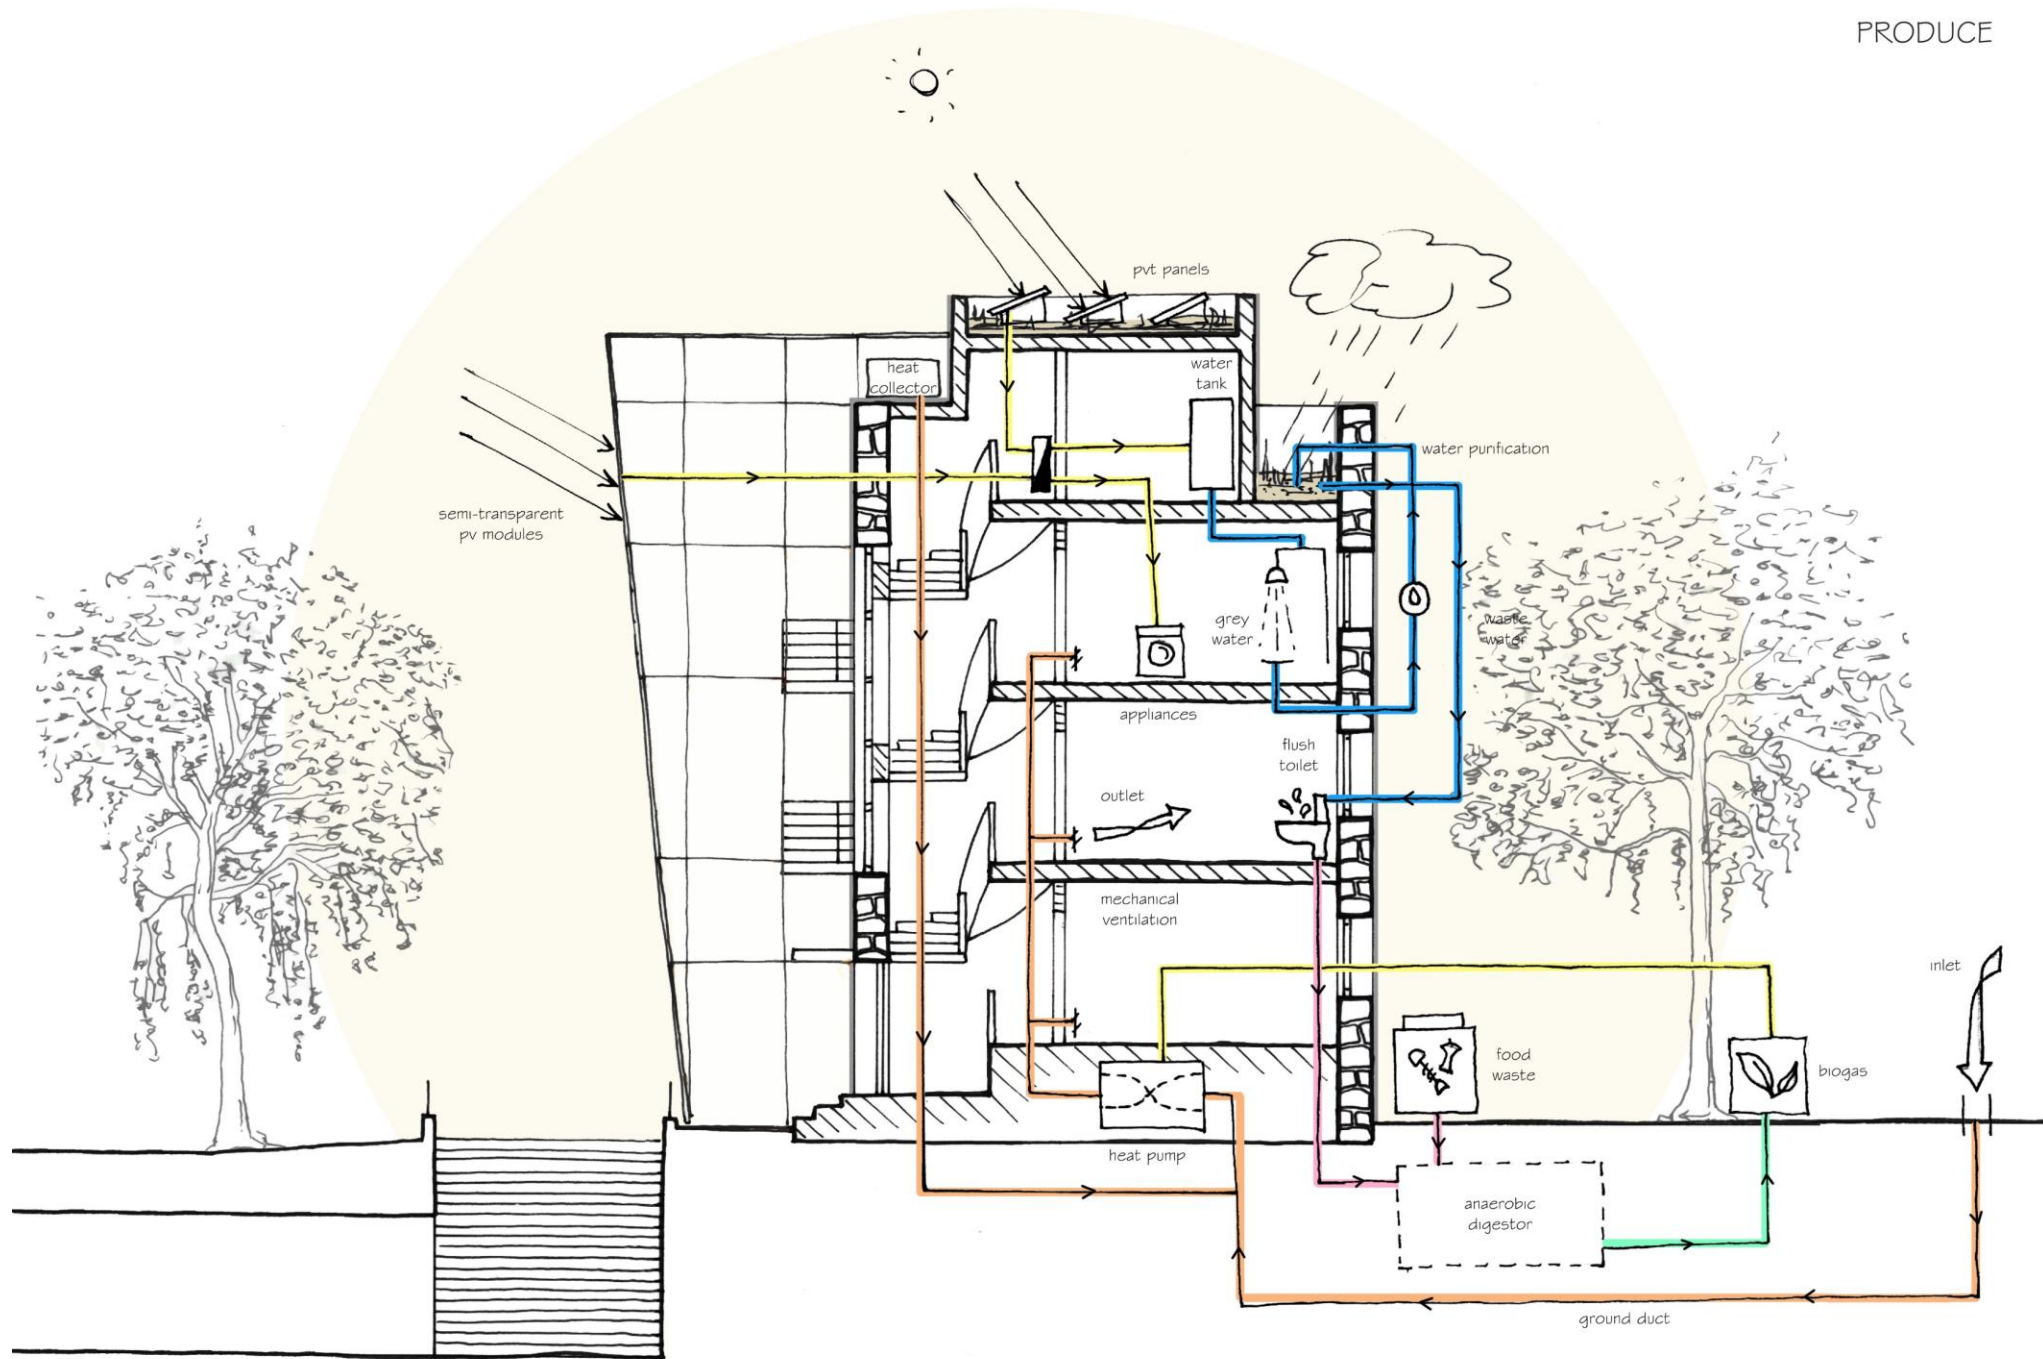 PRODUCE
pvt panels
heat
collector
water
tank
water purification
semi-transparent
pv modules
grey
water
waste
water
appliances
flush
toilet
outlet
mechanical
ventilation
inlet
food
waste
biogas
heat pump
anaerobic
digestor
ground duct